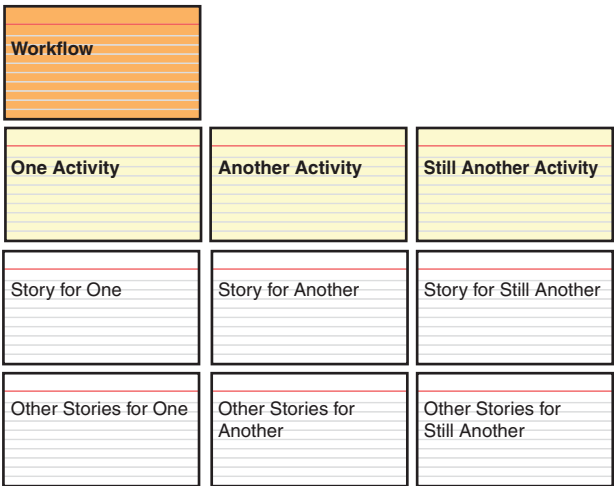 Workflow
One Activity
Another Activity
Still Another Activity
Story for One
Story for Another
Story for Still Another
Other Stories for One
Other Stories for
Another
Other Stories for
Still Another